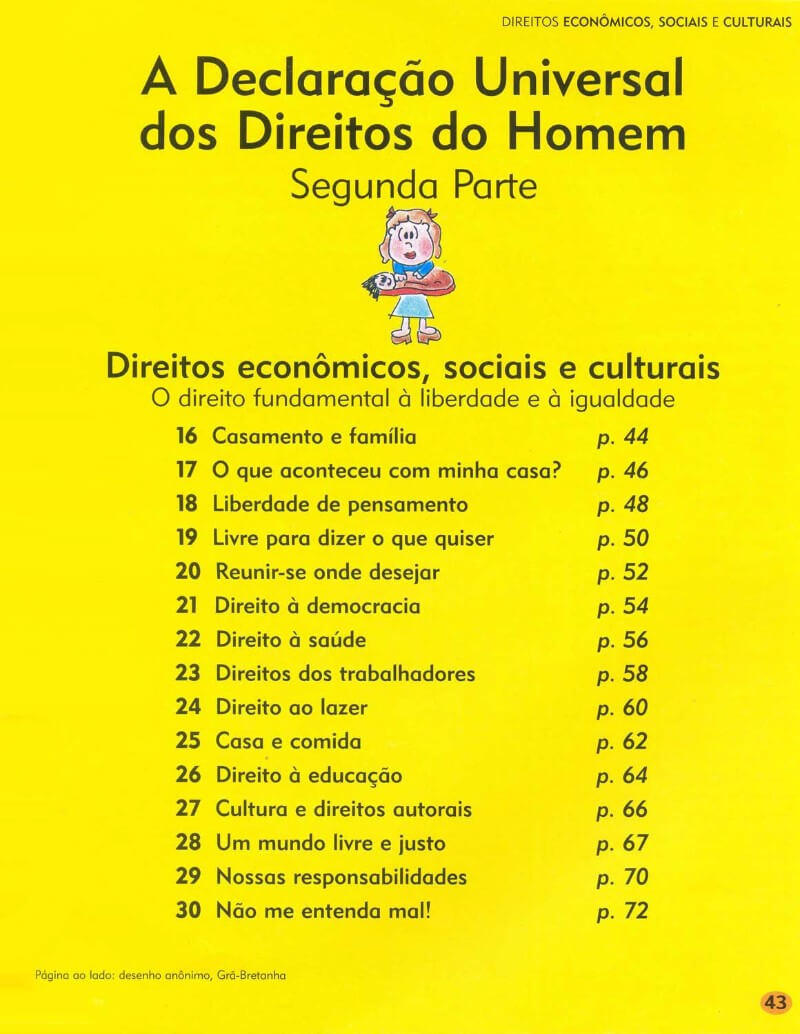 DIREITOS ECONÔMICOS, SOCIAIS E CULTURAIS
A Declaração Universal
dos Direitos do Homem
Segunda Parte
Direitos econômicos, sociais e culturais
O direito fundamental à liberdade e à igualdade
16 Casamento e família p. 44
17 O que aconteceu com minha casa? p. 46
18 Liberdade de pensamento p. 48
19 Livre para dizer o que quiser p. 50
20 Reunir-se onde desejar p. 52
21 Direito à democracia p. 54
22 Direito à saúde p. 56
23 Direitos dos trabalhadores p. 58
24 Direito ao lazer p. 60
25 Casa e comida p. 62
26 Direito à educação p. 64
27 Cultura e direitos autorais p. 66
28 Um mundo livre e justo p. 67
29 Nossas responsabilidades p. 70
30 Não me entenda mal! p. 72
Página ao lado: desenho anônimo, Grã-Bretanha
43